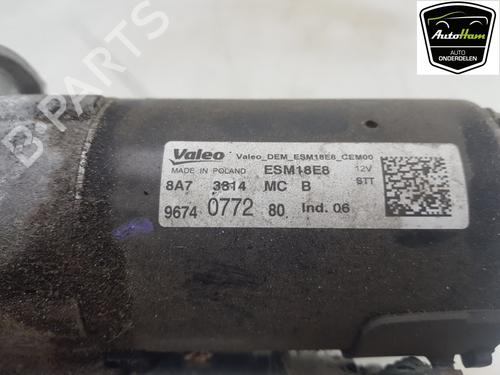 AutoHam
AUTO
ONDERDELEN
B-PARTS
Valeo Valeo_DEM_ESM18E8_CEM00
MADE IN POLAND ESM18E8 12V
8A7 3814 MC B STT
9674 0772 80 Ind. 06